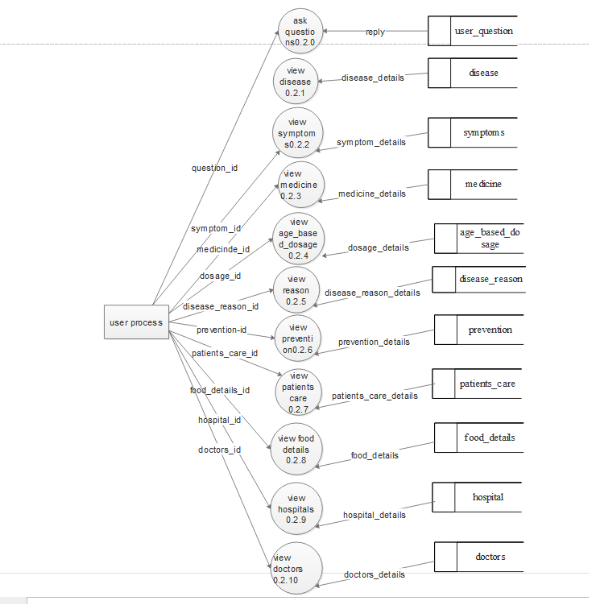 ask
questio
ns0.2.0
reply
user_question
view
disease
0.2.1
disease_details
disease
view
symptom
s0.2.2
symptom_details
symptoms
question_id
view
medicine
0.2.3
medicine_details
medicine
symptom_id
view
age_base
d_dosage
0.2.4
dosage_details
age_based_do
sage
medicinde_id
dosage_id
view
reason
0.2.5
disease_reason_details
disease_reason
disease_reason_id
user process
prevention-id
view
preventi
on0.2.6
prevention_details
prevention
patients_care_id
view
patients
care
0.2.7
patients_care_details
patients_care
food_details_id
hospital_id
view food
details
0.2.8
food_details
food_details
doctors_id
view
hospitals
0.2.9
hospital_details
hospital
view
doctors
0.2.10
doctors_details
doctors